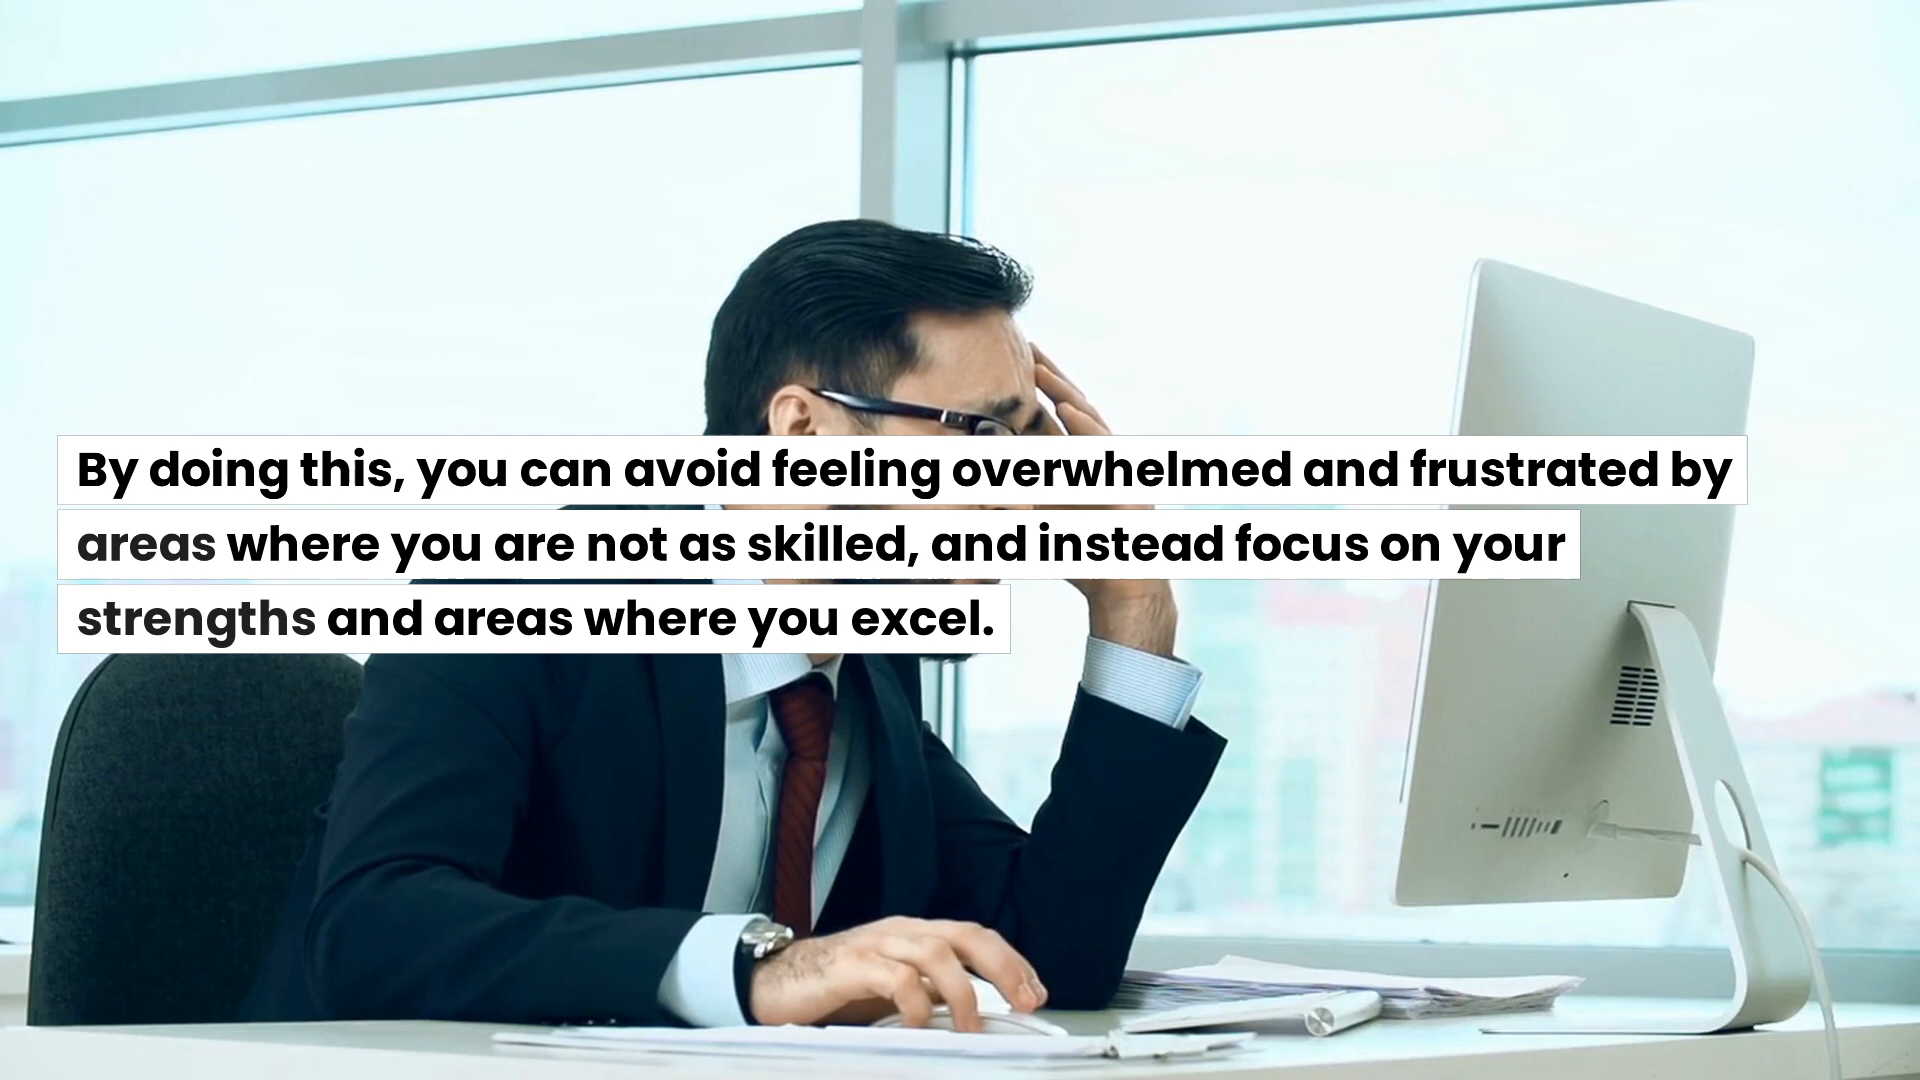 By doing this, you can avoid feeling overwhelmed and frustrated by
areas where you are not as skilled, and instead focus on your
strengths and areas where you excel.